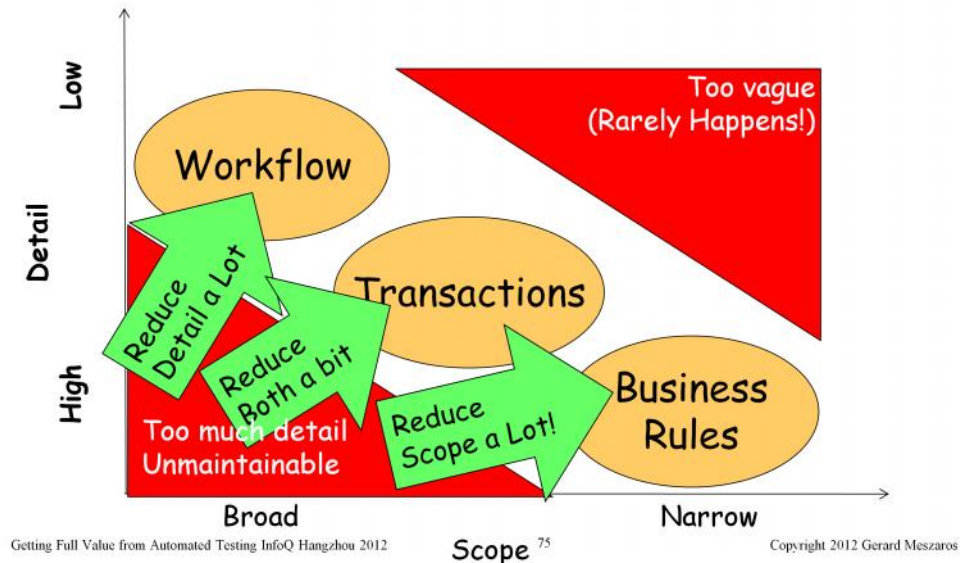 Low
Too vague
(Rarely Happens!)
Workflow
Detail
Reduce
Detail a Lot
Transactions
Reduce
Both a bit
High
Business
Rules
Reduce
Scope a Lot!
Too much detail
Unmaintainable
Broad
Narrow
Getting Full Value from Automated Testing InfoQ Hangzhou 2012
Scope
75
Copyright 2012 Gerard Meszaros